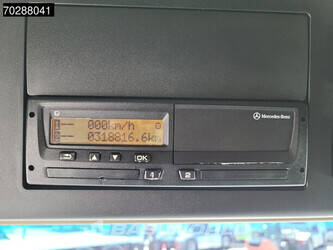 70288041
000km/h
0318816.6km
Mercedes-Benz
OK
1 2